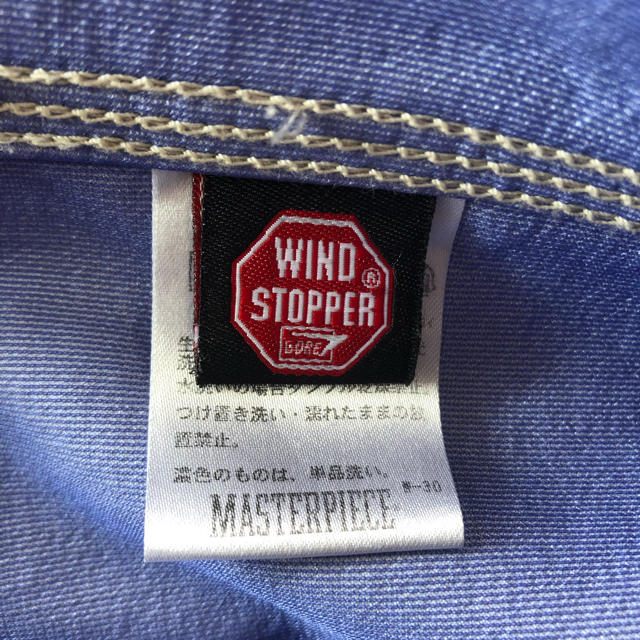 WIND
STOPPER®
GORE
つけ置き洗い・濡れたままの放
置禁止。
濃色のものは、単品洗い。
MASTERPIECE W-30